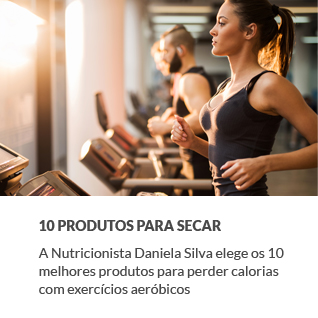 10 PRODUTOS PARA SECAR
A Nutricionista Daniela Silva elege os 10
melhores produtos para perder calorias
com exercícios aeróbicos